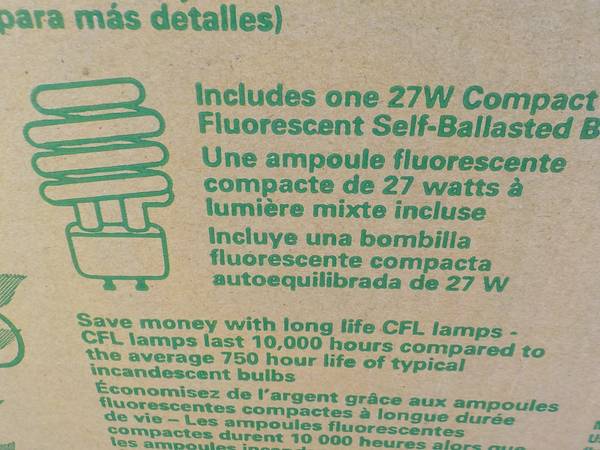 para más detalles)
Includes one 27W Compact
Fluorescent Self-Ballasted B
Une ampoule fluorescente
compacte de 27 watts à
lumière mixte incluse
Incluye una bombilla
fluorescente compacta
autoequilibrada de 27 W
Save money with long life CFL lamps -
CFL lamps last 10,000 hours compared to
the average 750 hour life of typical
incandescent bulbs
Économisez de l'argent grâce aux ampoules
fluorescentes compactes à longue durée
de vie – Les ampoules fluorescentes
compactes durent 10 000 heures alors que
les ampoules